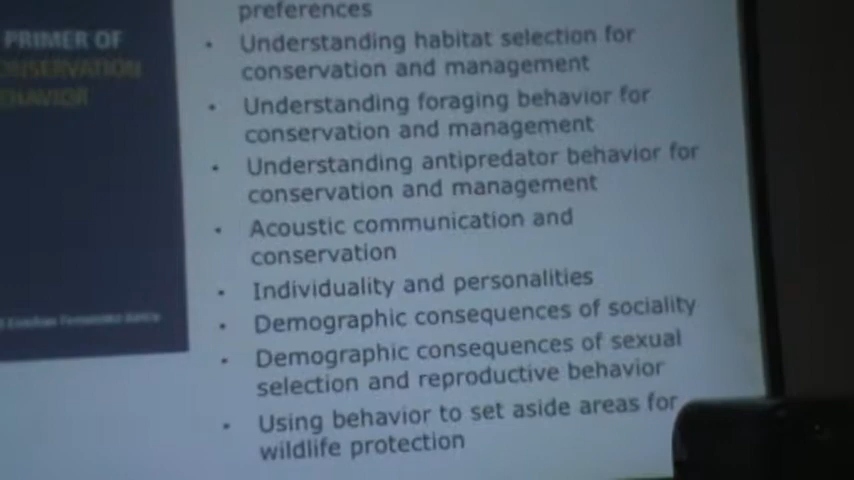 PRIMER OF
CONSERVATION
BEHAVIOR
preferences
• Understanding habitat selection for
conservation and management
• Understanding foraging behavior for
conservation and management
• Understanding antipredator behavior for
conservation and management
• Acoustic communication and
conservation
• Individuality and personalities
• Demographic consequences of sociality
• Demographic consequences of sexual
selection and reproductive behavior
• Using behavior to set aside areas for
wildlife protection